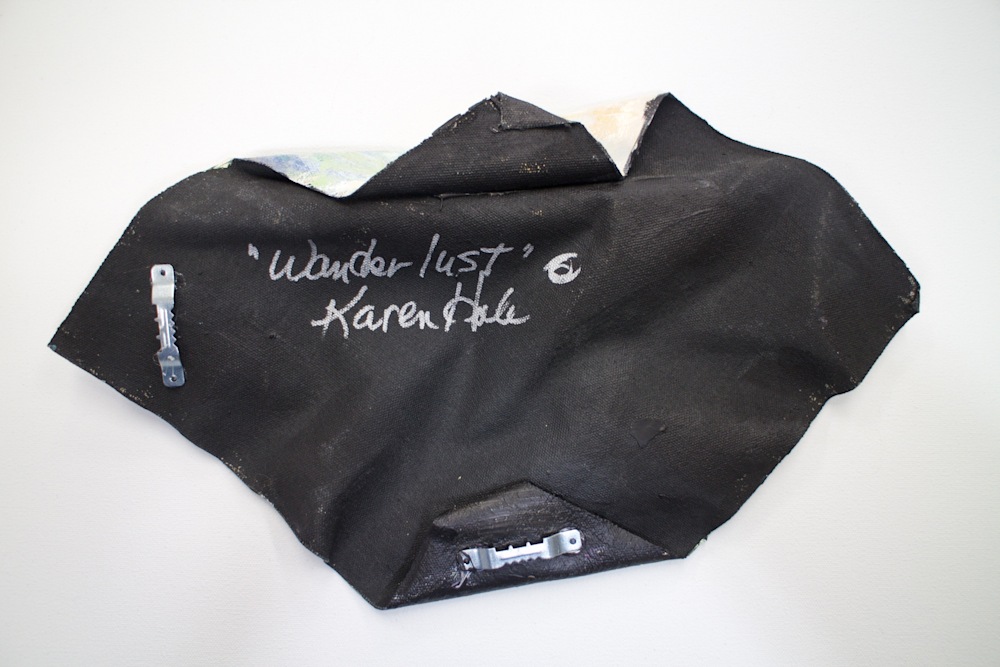 "Wander lust"
Karen Hale